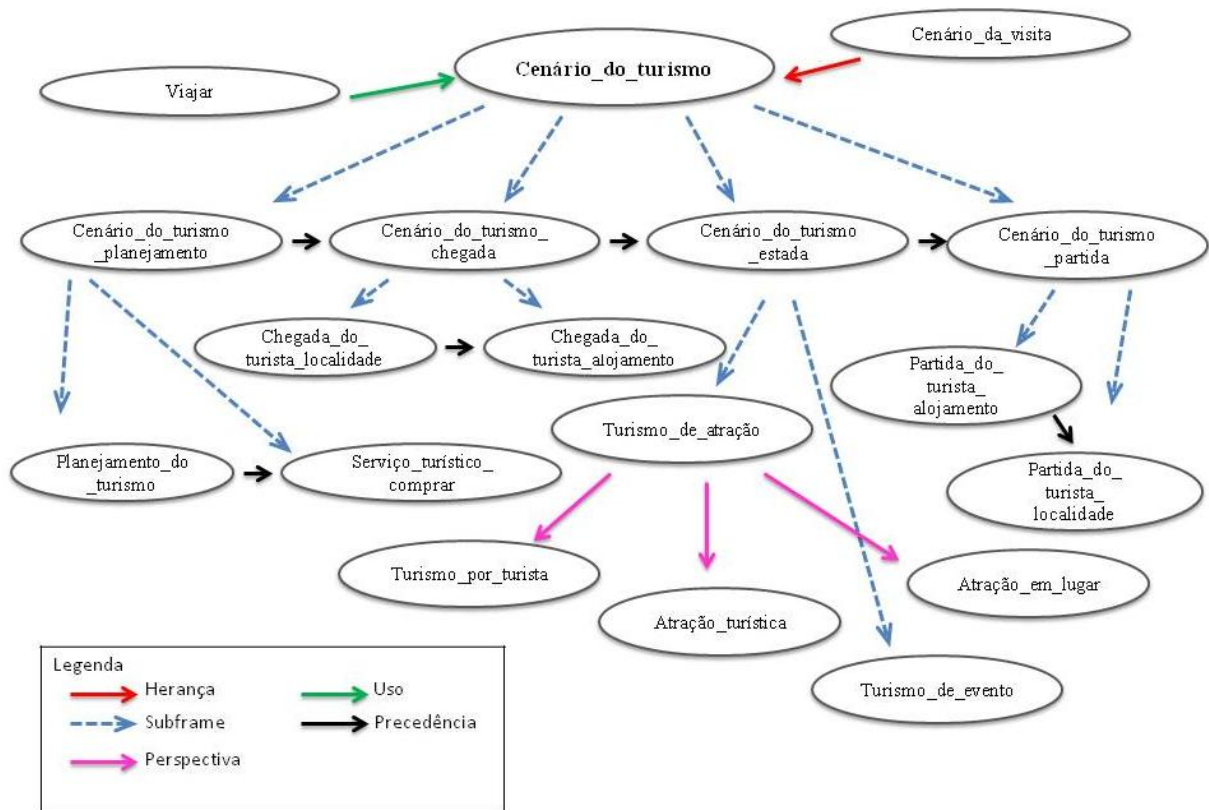 Cenário_da_visita
Cenário_do_turismo
Viajar
Cenário_do_turismo
_planejamento
Cenário_do_turismo_
chegada
Cenário_do_turismo
_estada
Cenário_do_turismo
_partida
Chegada_do_
turista_localidade
Chegada_do_
turista_alojamento
Partida_do_
turista_
alojamento
Turismo_de_atração
Planejamento_do
_turismo
Serviço_turístico_
comprar
Partida_do_
turista_
localidade
Turismo_por_turista
Atração_em_lugar
Atração_turística
Turismo_de_evento
Legenda
Herança
Uso
Subframe
Precedência
Perspectiva